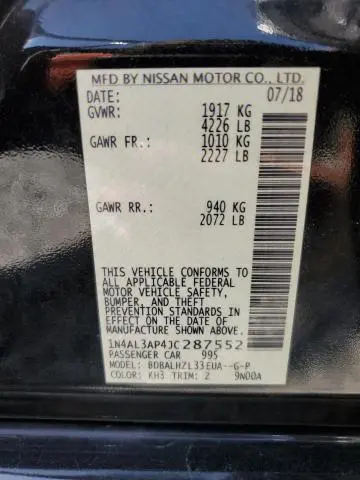 MFD BY NISSAN MOTOR CO., LTD.
DATE: 07/18
GVWR: 1917 KG
4226 LB
GAWR FR.: 1010 KG
2227 LB
GAWR RR.: 940 KG
2072 LB
THIS VEHICLE CONFORMS TO
ALL APPLICABLE FEDERAL
MOTOR VEHICLE SAFETY,
BUMPER, AND THEFT
PREVENTION STANDARDS IN
EFFECT ON THE DATE OF
MANUFACTURE SHOWN ABOVE.
1N4AL3AP4JC287552
PASSENGER CAR 995
MODEL: BDBALHZL33EUA--G-P
COLOR: KH3 TRIM: 2 9N00A